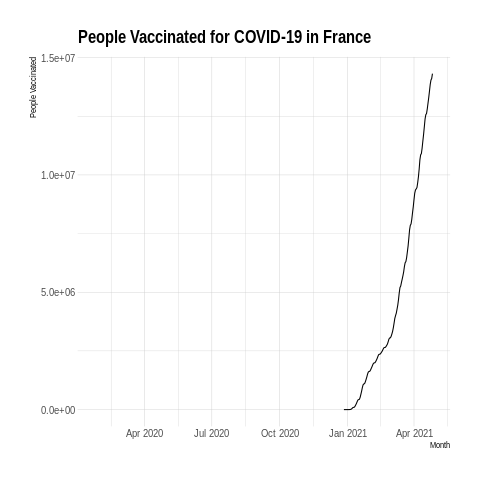 People Vaccinated for COVID-19 in France
People Vaccinated
1.5e+07
1.0e+07
5.0e+06
0.0e+00
Apr 2020 Jul 2020 Oct 2020 Jan 2021 Apr 2021
Month